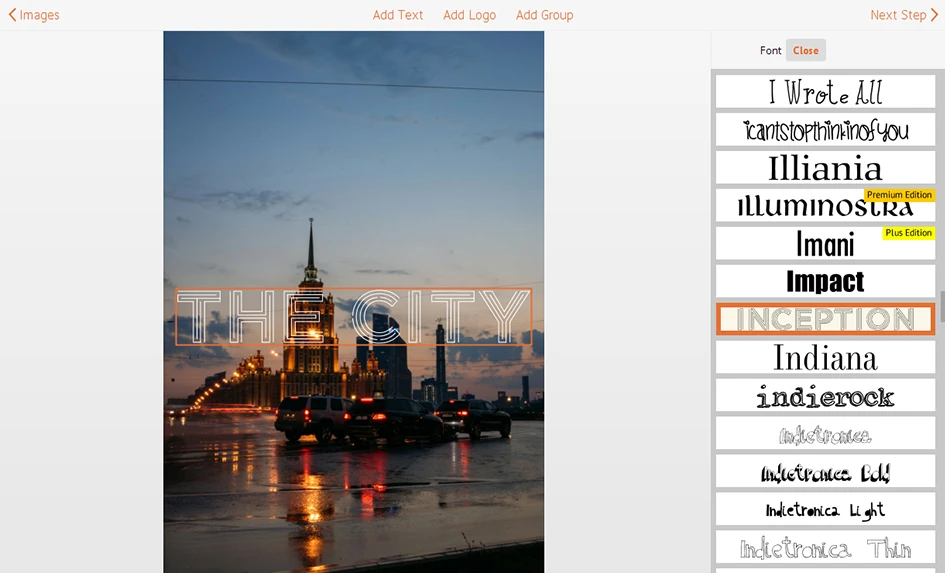 Images
Add Text Add Logo Add Group
Next Step
Font Close
I Wrote All
icantstopthinkinofyou
Illiania
Premium Edition
Illuminostra
Plus Edition
Imani
Impact
INCEPTION
THE CITY
Indiana
indierock
Indietronica
Indietronica Bold
Indietronica Light
Indietronica Thin